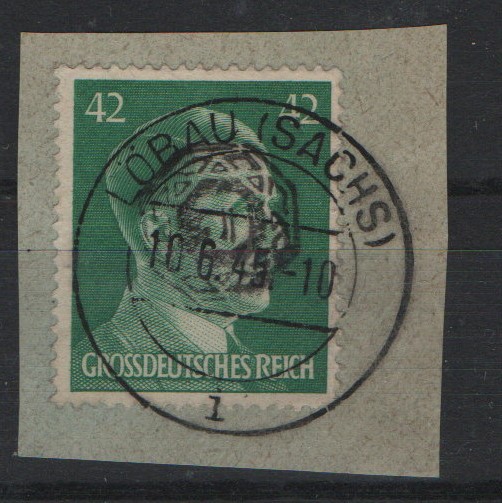 42 42
LÖBAU (SACHS)
10.6.45.-10
GROSSDEUTSCHES REICH
1